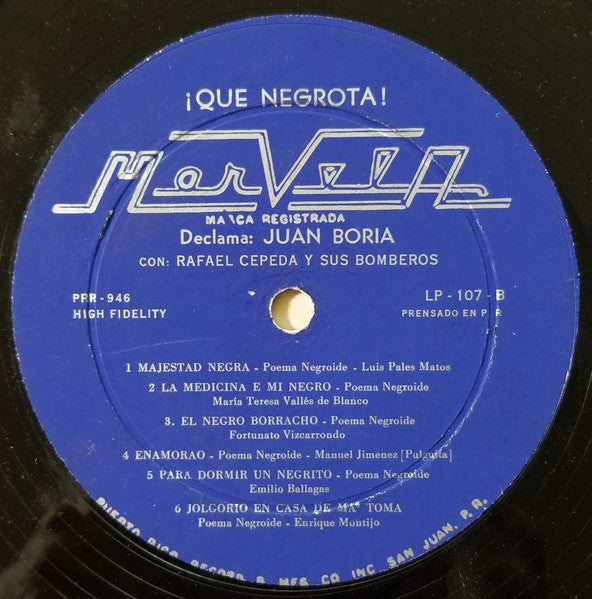 ¡QUE NEGROTA!
MarVela
MARCA REGISTRADA
Declama: JUAN BORIA
CON: RAFAEL CEPEDA Y SUS BOMBEROS
PRR - 946
LP - 107 - B
HIGH FIDELITY
PRENSADO EN P R
1 MAJESTAD NEGRA - Poema Negroide - Luis Pales Matos
2 LA MEDICINA E MI NEGRO - Poema Negroide
María Teresa Vallés de Blanco
3. EL NEGRO BORRACHO - Poema Negroide
Fortunato Vizcarrondo
4 ENAMORAO - Poema Negroide - Manuel Jimenez [Pulguita]
5 PARA DORMIR UN NEGRITO - Poema Negroide
Emilio Ballagas
6 JOLGORIO EN CASA DE MA' TOMA
Poema Negroide - Enrique Montijo
PUERTO RICO RECORD & MFG. CO INC. SAN JUAN, P. R.